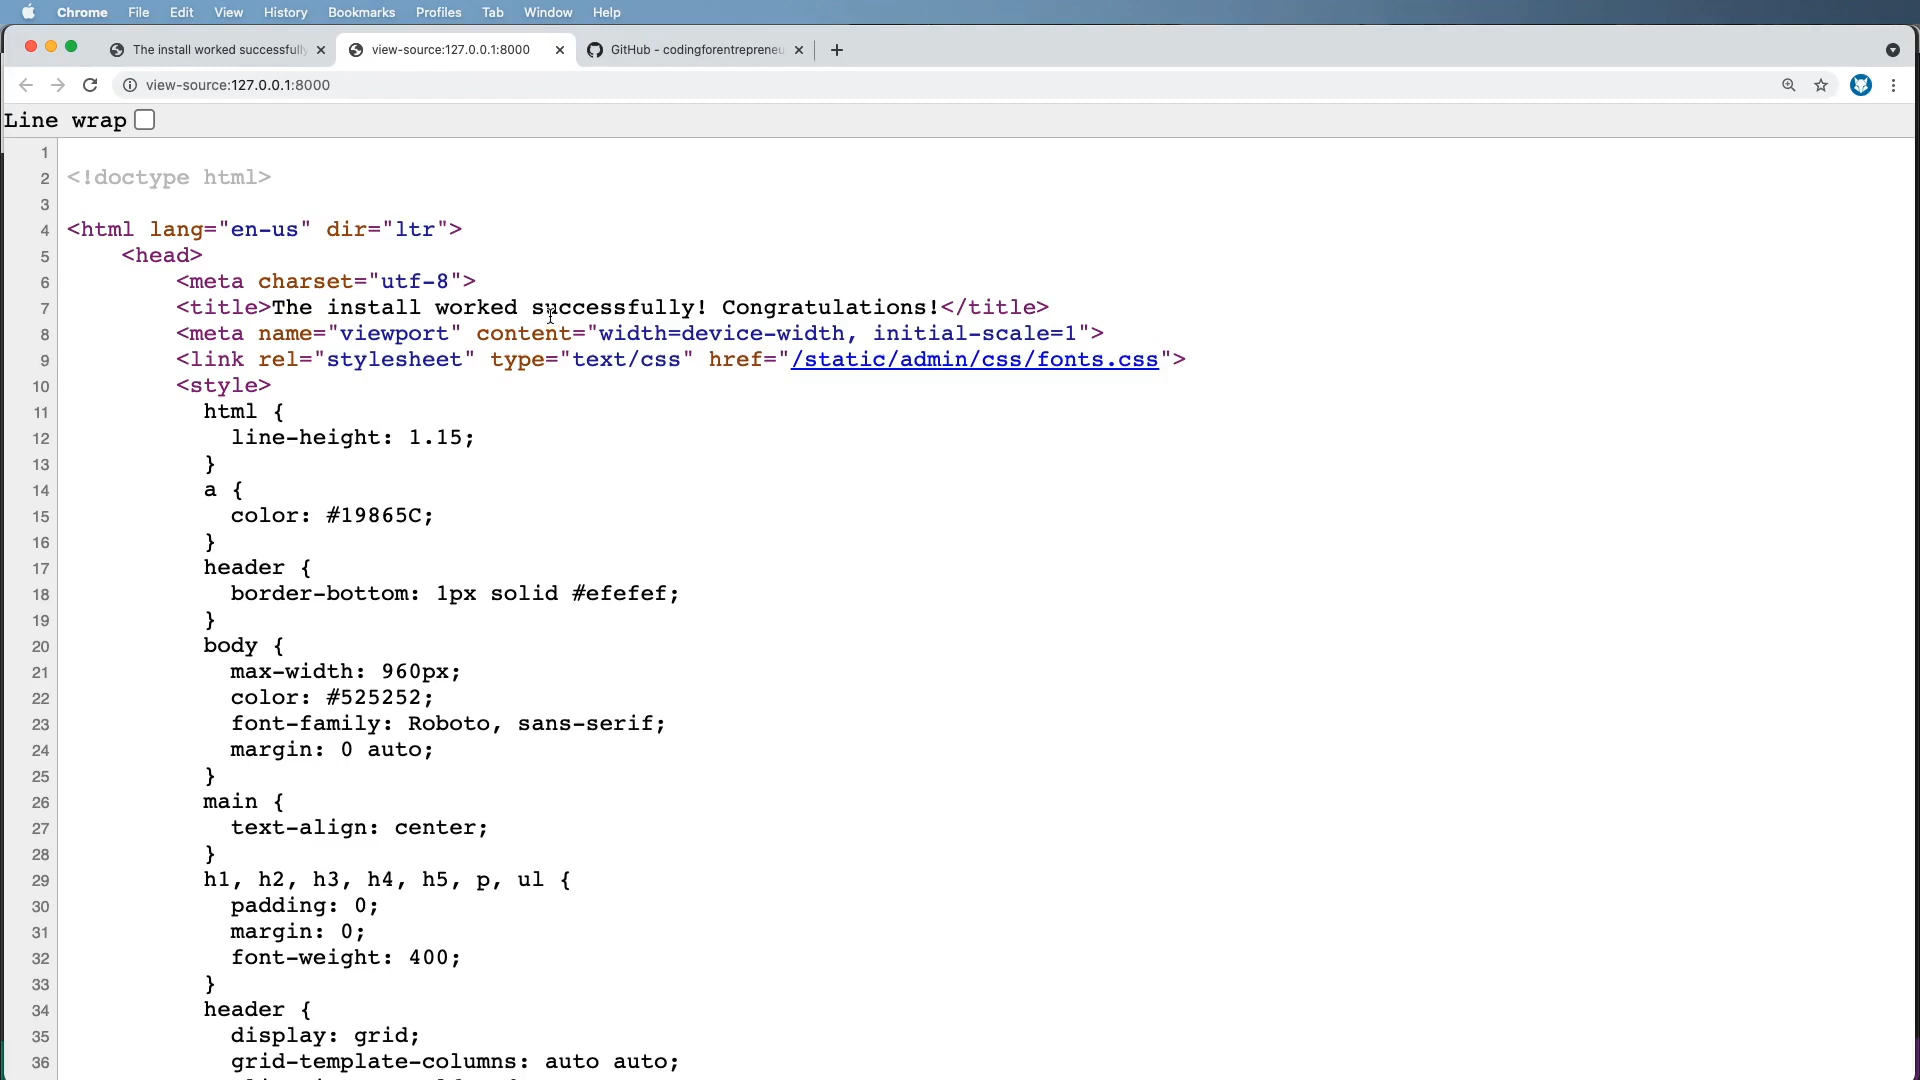 Chrome File Edit View History Bookmarks Profiles Tab Window Help
The install worked successfully view-source:127.0.0.1:8000 GitHub - codingforentrepreneu
view-source:127.0.0.1:8000
Line wrap
1
2 <!doctype html>
3
4 <html lang="en-us" dir="ltr">
5 <head>
6 <meta charset="utf-8">
7 <title>The install worked successfully! Congratulations!</title>
8 <meta name="viewport" content="width=device-width, initial-scale=1">
9 <link rel="stylesheet" type="text/css" href="/static/admin/css/fonts.css">
10 <style>
11 html {
12 line-height: 1.15;
13 }
14 a {
15 color: #19865C;
16 }
17 header {
18 border-bottom: 1px solid #efefef;
19 }
20 body {
21 max-width: 960px;
22 color: #525252;
23 font-family: Roboto, sans-serif;
24 margin: 0 auto;
25 }
26 main {
27 text-align: center;
28 }
29 h1, h2, h3, h4, h5, p, ul {
30 padding: 0;
31 margin: 0;
32 font-weight: 400;
33 }
34 header {
35 display: grid;
36 grid-template-columns: auto auto;